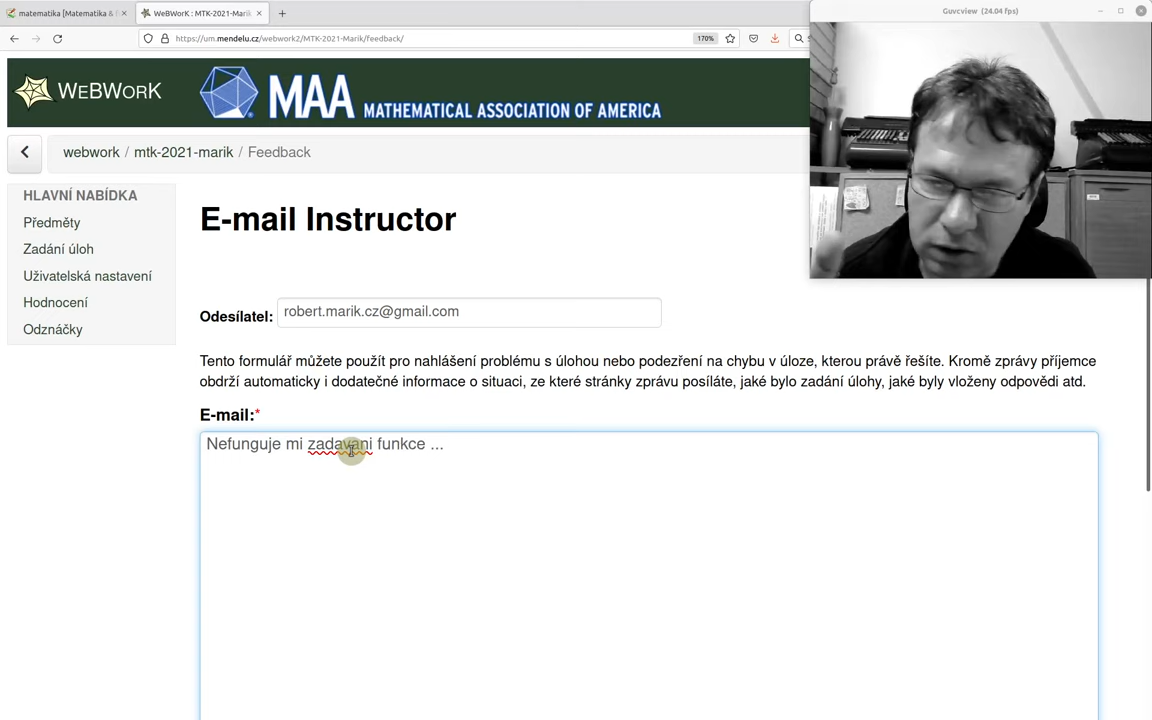 matematika [Matematika &
WeBWorK : MTK-2021-Marik
Guvcview (24.04 fps)
https://um.mendelu.cz/webwork2/MTK-2021-Marik/feedback/
170%
WEBWORK
MAA MATHEMATICAL ASSOCIATION OF AMERICA
webwork / mtk-2021-marik / Feedback
HLAVNÍ NABÍDKA
Předměty
Zadání úloh
Uživatelská nastavení
Hodnocení
Odznáčky
E-mail Instructor
Odesílatel: robert.marik.cz@gmail.com
Tento formulář můžete použít pro nahlášení problému s úlohou nebo podezření na chybu v úloze, kterou právě řešíte. Kromě zprávy příjemce
obdrží automaticky i dodatečné informace o situaci, ze které stránky zprávu posíláte, jaké bylo zadání úlohy, jaké byly vloženy odpovědi atd.
E-mail:*
Nefunguje mi zadavani funkce ...